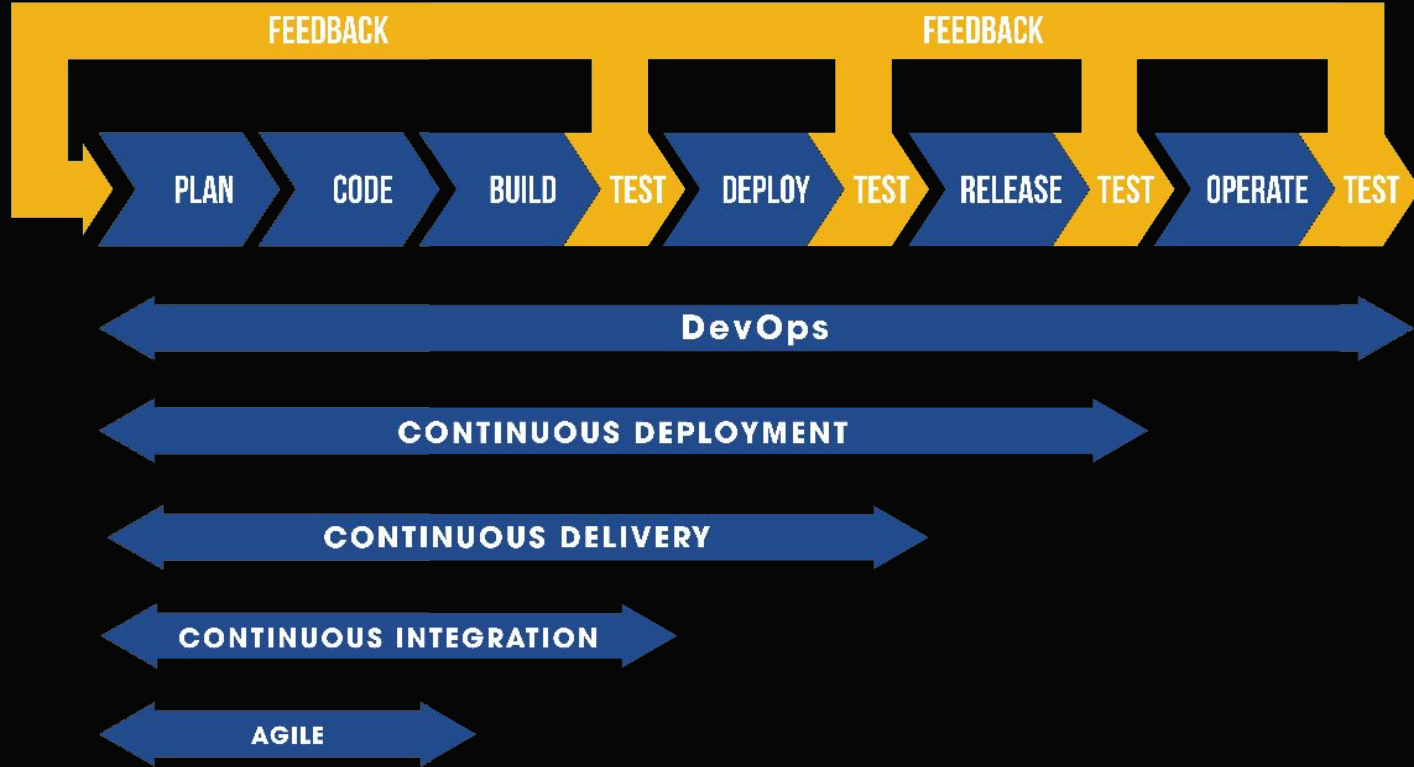 FEEDBACK FEEDBACK
PLAN CODE BUILD TEST DEPLOY TEST RELEASE TEST OPERATE TEST
DevOps
CONTINUOUS DEPLOYMENT
CONTINUOUS DELIVERY
CONTINUOUS INTEGRATION
AGILE